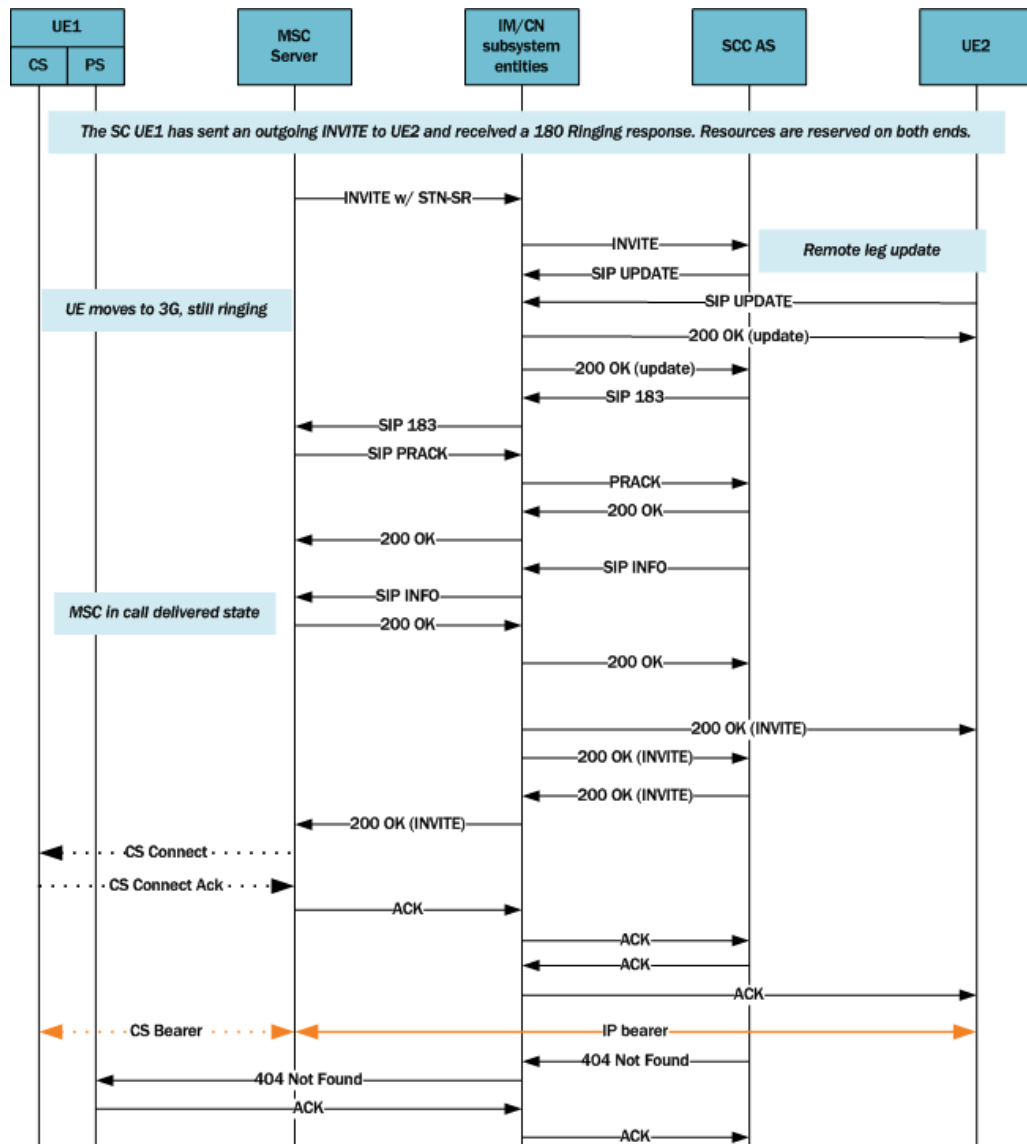 UE1
CS
PS
MSC
Server
IM/CN
subsystem
entities
SCC AS
UE2
The SC UE1 has sent an outgoing INVITE to UE2 and received a 180 Ringing response. Resources are reserved on both ends.
INVITE w/ STN-SR
INVITE
Remote leg update
SIP UPDATE
UE moves to 3G, still ringing
SIP UPDATE
200 OK (update)
200 OK (update)
SIP 183
SIP 183
SIP PRACK
PRACK
200 OK
200 OK
SIP INFO
SIP INFO
MSC in call delivered state
200 OK
200 OK
200 OK (INVITE)
200 OK (INVITE)
200 OK (INVITE)
200 OK (INVITE)
CS Connect
CS Connect Ack
ACK
ACK
ACK
ACK
CS Bearer
IP bearer
404 Not Found
404 Not Found
ACK
ACK